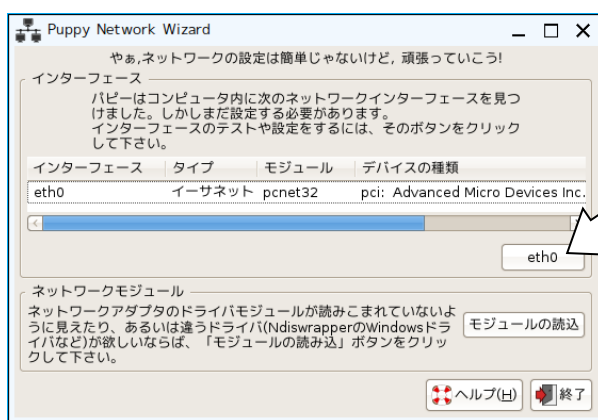 Puppy Network Wizard
やぁ,ネットワークの設定は簡単じゃないけど, 頑張っていこう!
インターフェース
パピーはコンピュータ内に次のネットワークインターフェースを見つ
けました。しかしまだ設定する必要があります。
インターフェースのテストや設定をするには、そのボタンをクリック
して下さい。
インターフェース タイプ モジュール デバイスの種類
eth0 イーサネット pcnet32 pci: Advanced Micro Devices Inc.
eth0
ネットワークモジュール
ネットワークアダプタのドライバモジュールが読みこまれていないよ
うに見えたり、あるいは違うドライバ(NdiswrapperのWindowsドラ
イバなど)が欲しいならば、「モジュールの読み込」ボタンをクリッ
クして下さい。
モジュールの読込
ヘルプ(H) 終了